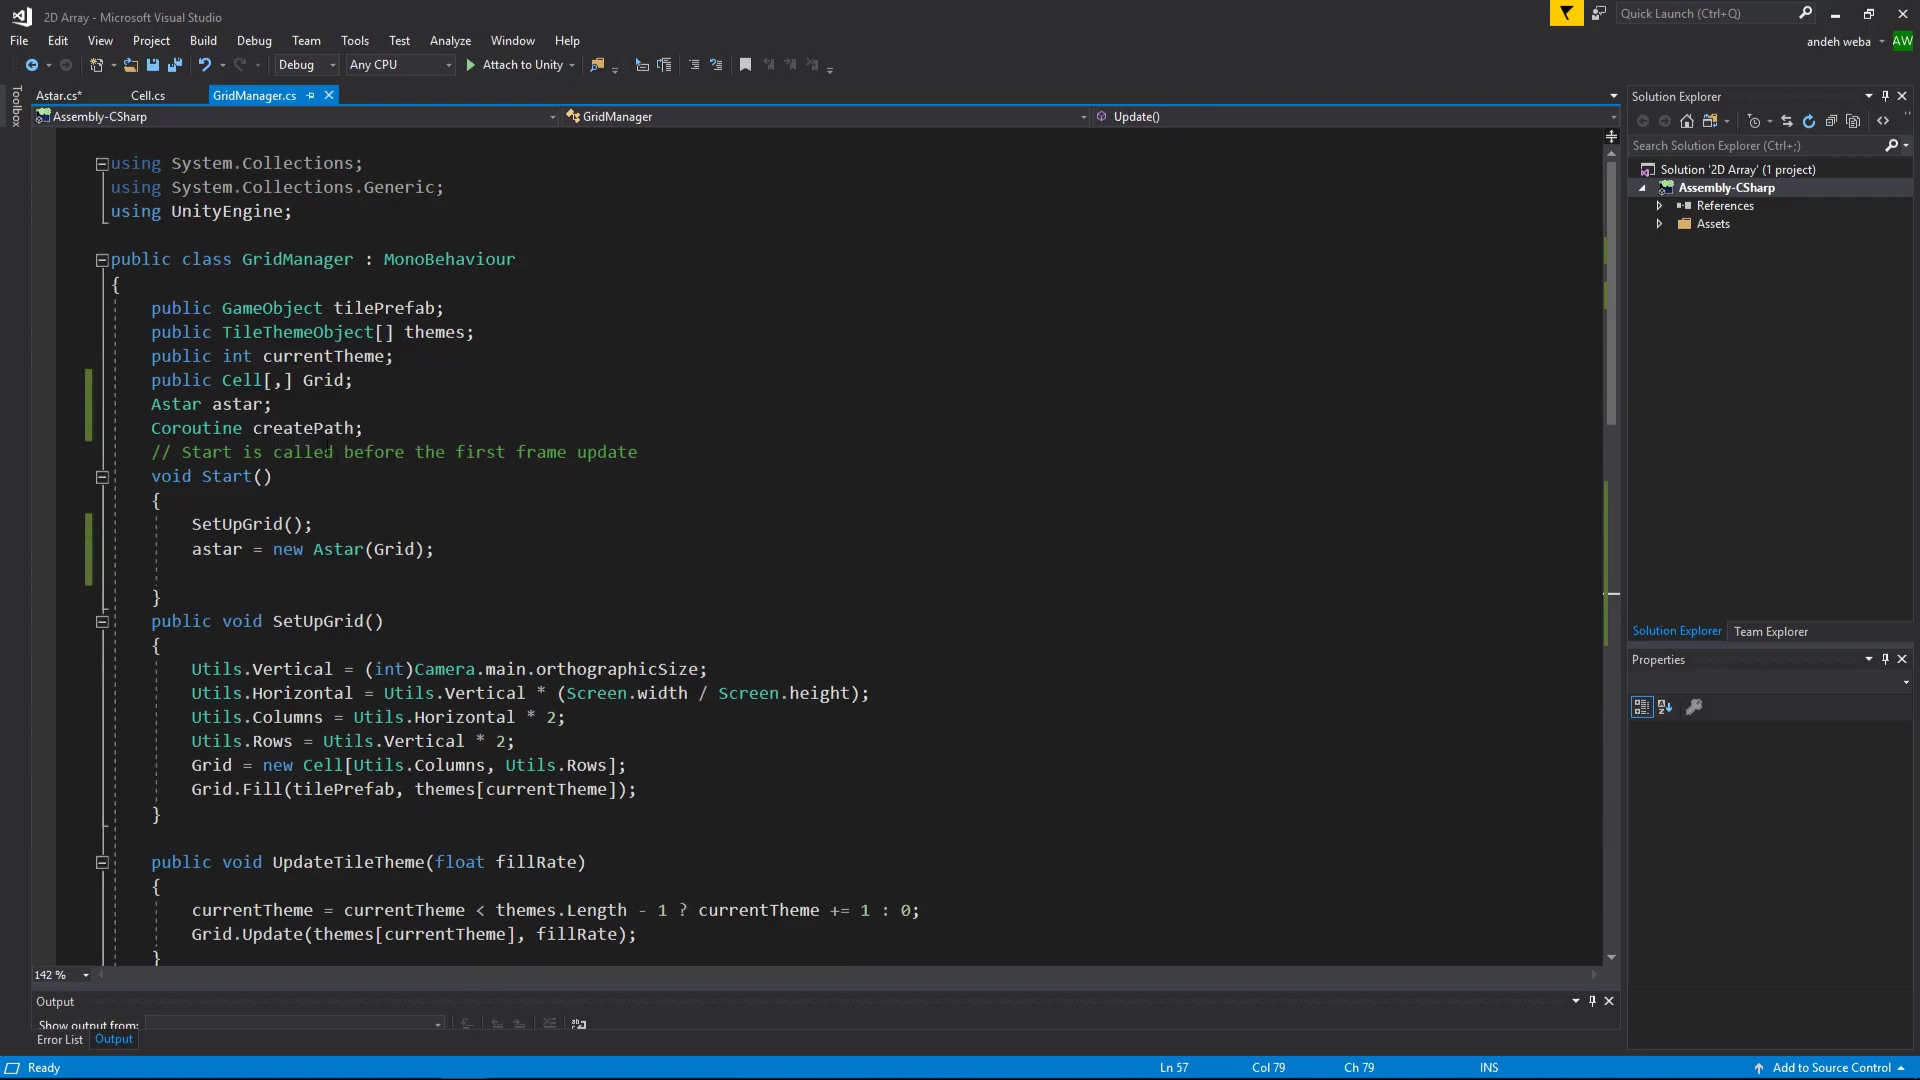 2D Array - Microsoft Visual Studio
Quick Launch (Ctrl+Q)
File Edit View Project Build Debug Team Tools Test Analyze Window Help
andeh weba AW
Debug Any CPU Attach to Unity
Toolbox
Astar.cs* Cell.cs GridManager.cs
Assembly-CSharp GridManager Update()
using System.Collections;
using System.Collections.Generic;
using UnityEngine;
public class GridManager : MonoBehaviour
{
public GameObject tilePrefab;
public TileThemeObject[] themes;
public int currentTheme;
public Cell[,] Grid;
Astar astar;
Coroutine createPath;
// Start is called before the first frame update
void Start()
{
SetUpGrid();
astar = new Astar(Grid);
}
public void SetUpGrid()
{
Utils.Vertical = (int)Camera.main.orthographicSize;
Utils.Horizontal = Utils.Vertical * (Screen.width / Screen.height);
Utils.Columns = Utils.Horizontal * 2;
Utils.Rows = Utils.Vertical * 2;
Grid = new Cell[Utils.Columns, Utils.Rows];
Grid.Fill(tilePrefab, themes[currentTheme]);
}
public void UpdateTileTheme(float fillRate)
{
currentTheme = currentTheme < themes.Length - 1 ? currentTheme += 1 : 0;
Grid.Update(themes[currentTheme], fillRate);
}
142 %
Output
Show output from:
Error List Output
Solution Explorer
Search Solution Explorer (Ctrl+;)
Solution '2D Array' (1 project)
Assembly-CSharp
References
Assets
Solution Explorer Team Explorer
Properties
Ready Ln 57 Col 79 Ch 79 INS Add to Source Control